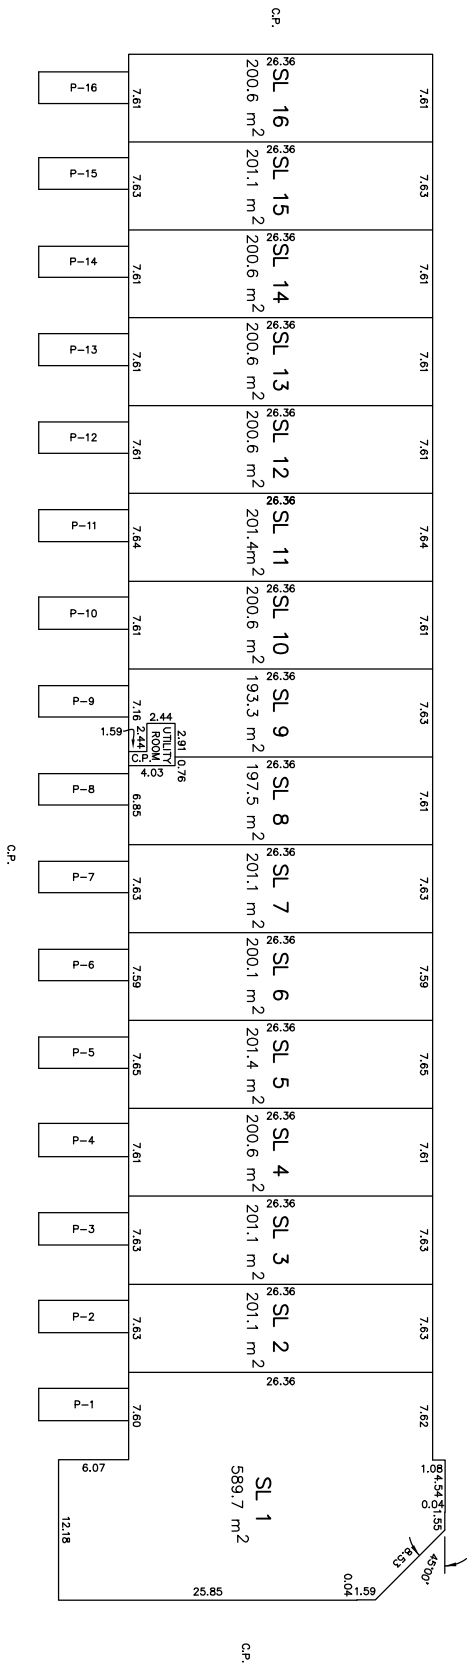 C.P.
26.36
SL 16
200.6 m2
7.61
7.61
P-16
26.36
SL 15
201.1 m2
7.63
7.63
P-15
26.36
SL 14
200.6 m2
7.61
7.61
P-14
26.36
SL 13
200.6 m2
7.61
7.61
P-13
26.36
SL 12
200.6 m2
7.61
7.61
P-12
26.36
SL 11
201.4m2
7.64
7.64
P-11
26.36
SL 10
200.6 m2
7.61
7.61
P-10
26.36
SL 9
193.3 m2
7.16
7.63
P-9
2.44
1.59
2.44
UTILITY
ROOM
2.91
0.76
C.P.
4.03
26.36
SL 8
197.5 m2
6.85
7.61
P-8
C.P.
26.36
SL 7
201.1 m2
7.63
7.63
P-7
26.36
SL 6
200.1 m2
7.59
7.59
P-6
26.36
SL 5
201.4 m2
7.65
7.65
P-5
26.36
SL 4
200.6 m2
7.61
7.61
P-4
26.36
SL 3
201.1 m2
7.63
7.63
P-3
26.36
SL 2
201.1 m2
7.63
7.63
P-2
26.36
P-1
7.60
7.62
6.07
1.08
4.54
0.04
1.55
SL 1
589.7 m2
12.18
8.53
45°00'
0.04
1.59
25.85
C.P.